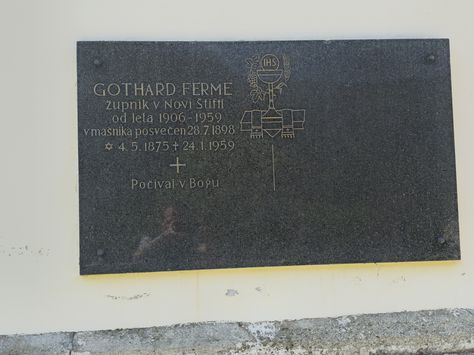 IHS
GOTHARD FERME
župnik v Novi Štifti
od leta 1906-1959
v mašnika posvečen 28.7.1898
✡ 4.5.1875 ✝ 24.1.1959
Počival v Bogu